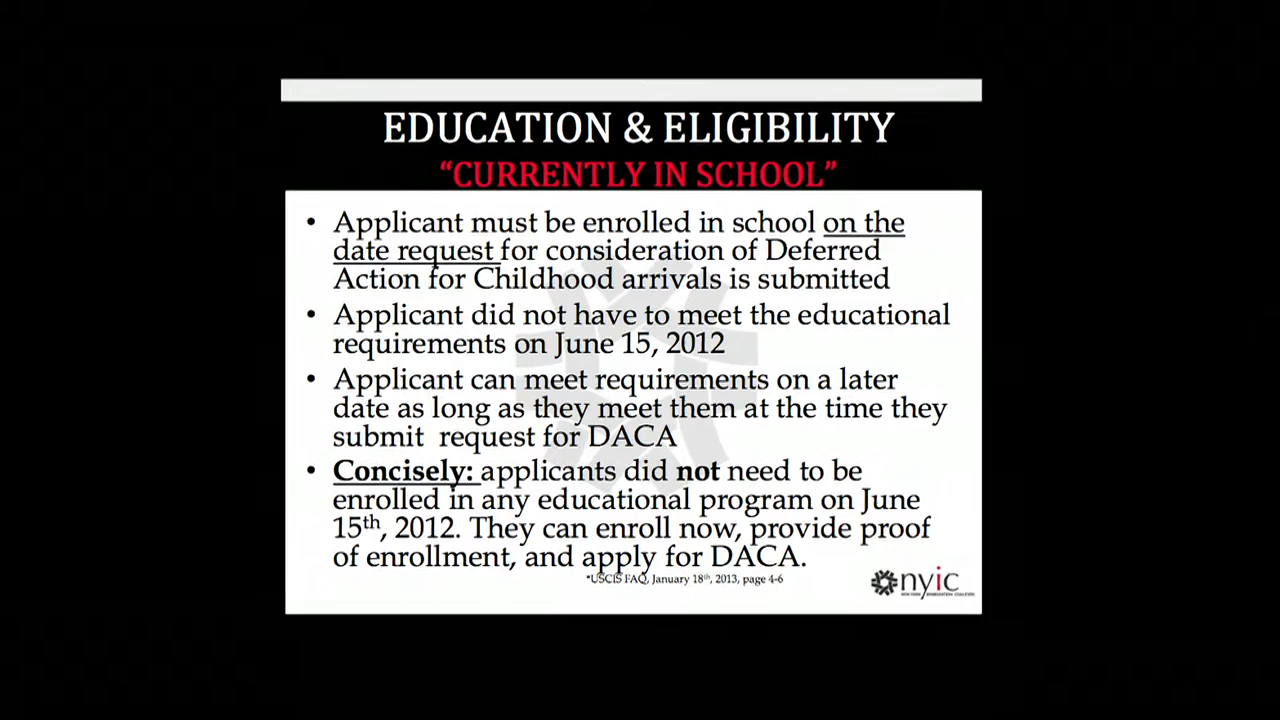 EDUCATION & ELIGIBILITY
“CURRENTLY IN SCHOOL”
• Applicant must be enrolled in school on the
date request for consideration of Deferred
Action for Childhood arrivals is submitted
• Applicant did not have to meet the educational
requirements on June 15, 2012
• Applicant can meet requirements on a later
date as long as they meet them at the time they
submit request for DACA
• Concisely: applicants did not need to be
enrolled in any educational program on June
15th, 2012. They can enroll now, provide proof
of enrollment, and apply for DACA.
*USCIS FAQ, January 18th, 2013, page 4-6
nyic
NEW YORK IMMIGRATION COALITION